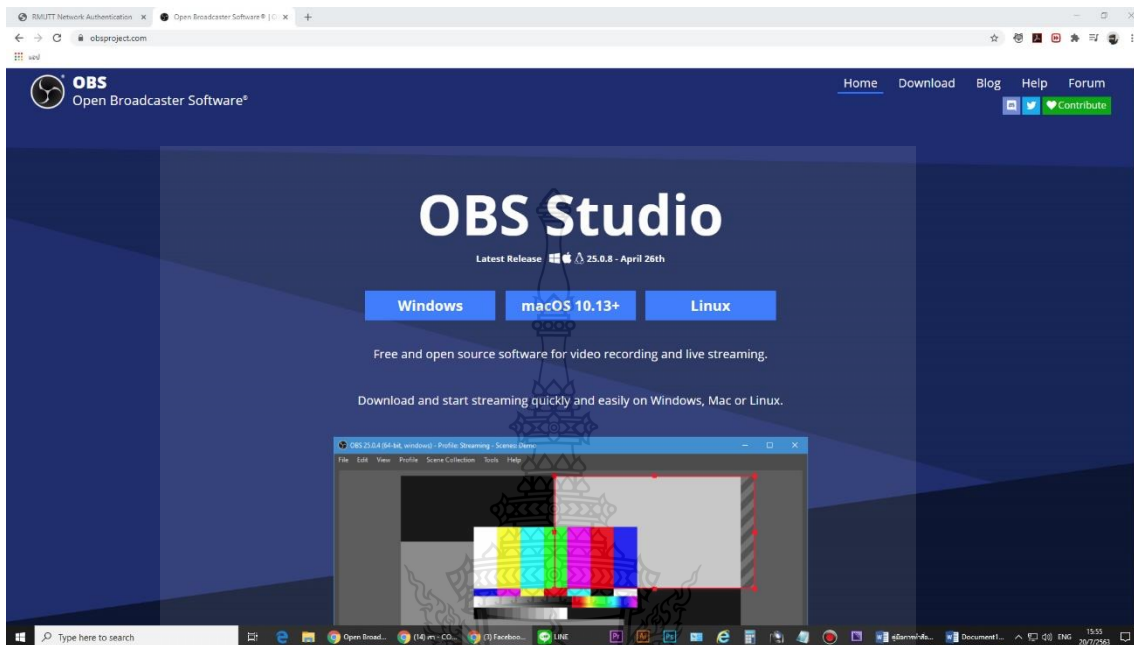 RMUTT Network Authentication
Open Broadcaster Software® | O
obsproject.com
OBS
Open Broadcaster Software®
Home Download Blog Help Forum
Contribute
OBS Studio
Latest Release 25.0.8 - April 26th
Windows macOS 10.13+ Linux
Free and open source software for video recording and live streaming.
Download and start streaming quickly and easily on Windows, Mac or Linux.
OBS 25.0.4 (64-bit, windows) - Profile: Streaming - Scenes: Demo
File Edit View Profile Scene Collection Tools Help
Type here to search
Open Broad...
LINE
Pr
Ai
Ps
Document1...
ENG
15:55
20/7/2563